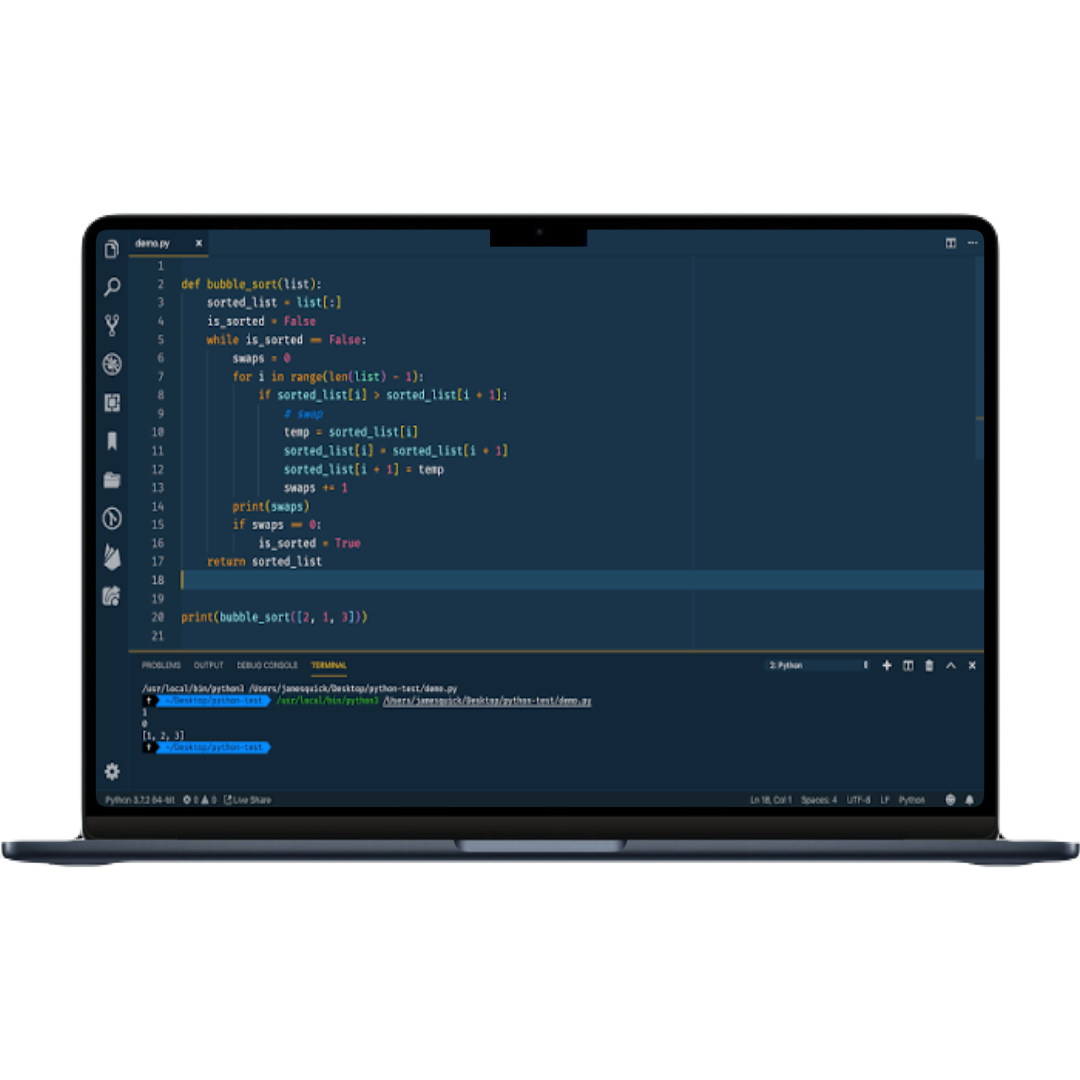 demo.py ×
1
2 def bubble_sort(list):
3 sorted_list = list[:]
4 is_sorted = False
5 while is_sorted == False:
6 swaps = 0
7 for i in range(len(list) - 1):
8 if sorted_list[i] > sorted_list[i + 1]:
9 # swap
10 temp = sorted_list[i]
11 sorted_list[i] = sorted_list[i + 1]
12 sorted_list[i + 1] = temp
13 swaps += 1
14 print(swaps)
15 if swaps == 0:
16 is_sorted = True
17 return sorted_list
18
19
20 print(bubble_sort([2, 1, 3]))
21
PROBLEMS OUTPUT DEBUG CONSOLE TERMINAL 2: Python
/usr/local/bin/python3 /Users/jamesquick/Desktop/python-test/demo.py
~/Desktop/python-test /usr/local/bin/python3 /Users/jamesquick/Desktop/python-test/demo.py
1
0
[1, 2, 3]
~/Desktop/python-test
Python 3.7.2 64-bit 0 0 Live Share Ln 18, Col 1 Spaces: 4 UTF-8 LF Python